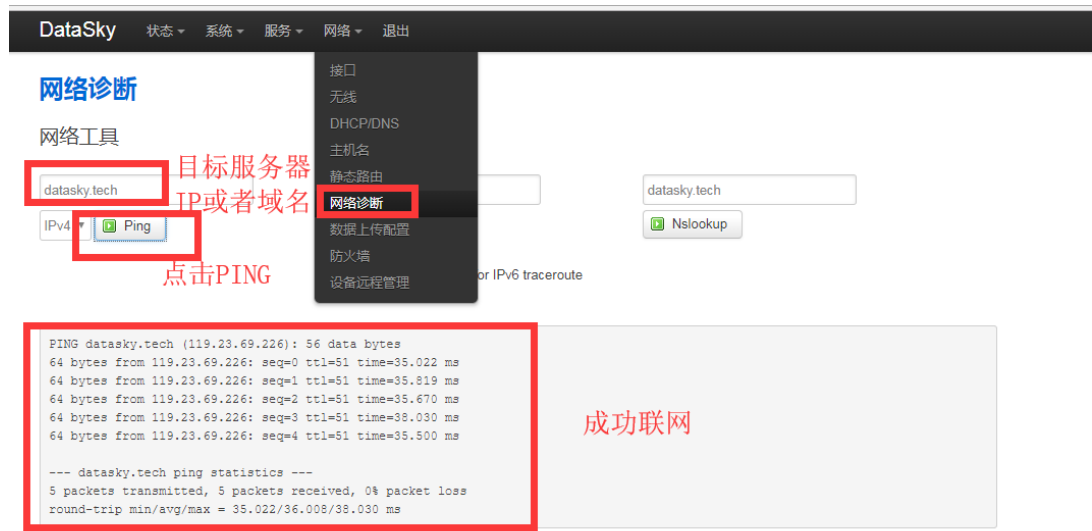 DataSky 状态 系统 服务 网络 退出
接口
无线
DHCP/DNS
主机名
静态路由
网络诊断
数据上传配置
防火墙
设备远程管理
网络诊断
网络工具
目标服务器
IP或者域名
datasky.tech
datasky.tech
IPv4 Ping
Nslookup
点击PING
or IPv6 traceroute
PING datasky.tech (119.23.69.226): 56 data bytes
64 bytes from 119.23.69.226: seq=0 ttl=51 time=35.022 ms
64 bytes from 119.23.69.226: seq=1 ttl=51 time=35.819 ms
64 bytes from 119.23.69.226: seq=2 ttl=51 time=35.670 ms
64 bytes from 119.23.69.226: seq=3 ttl=51 time=38.030 ms
64 bytes from 119.23.69.226: seq=4 ttl=51 time=35.500 ms
--- datasky.tech ping statistics ---
5 packets transmitted, 5 packets received, 0% packet loss
round-trip min/avg/max = 35.022/36.008/38.030 ms
成功联网